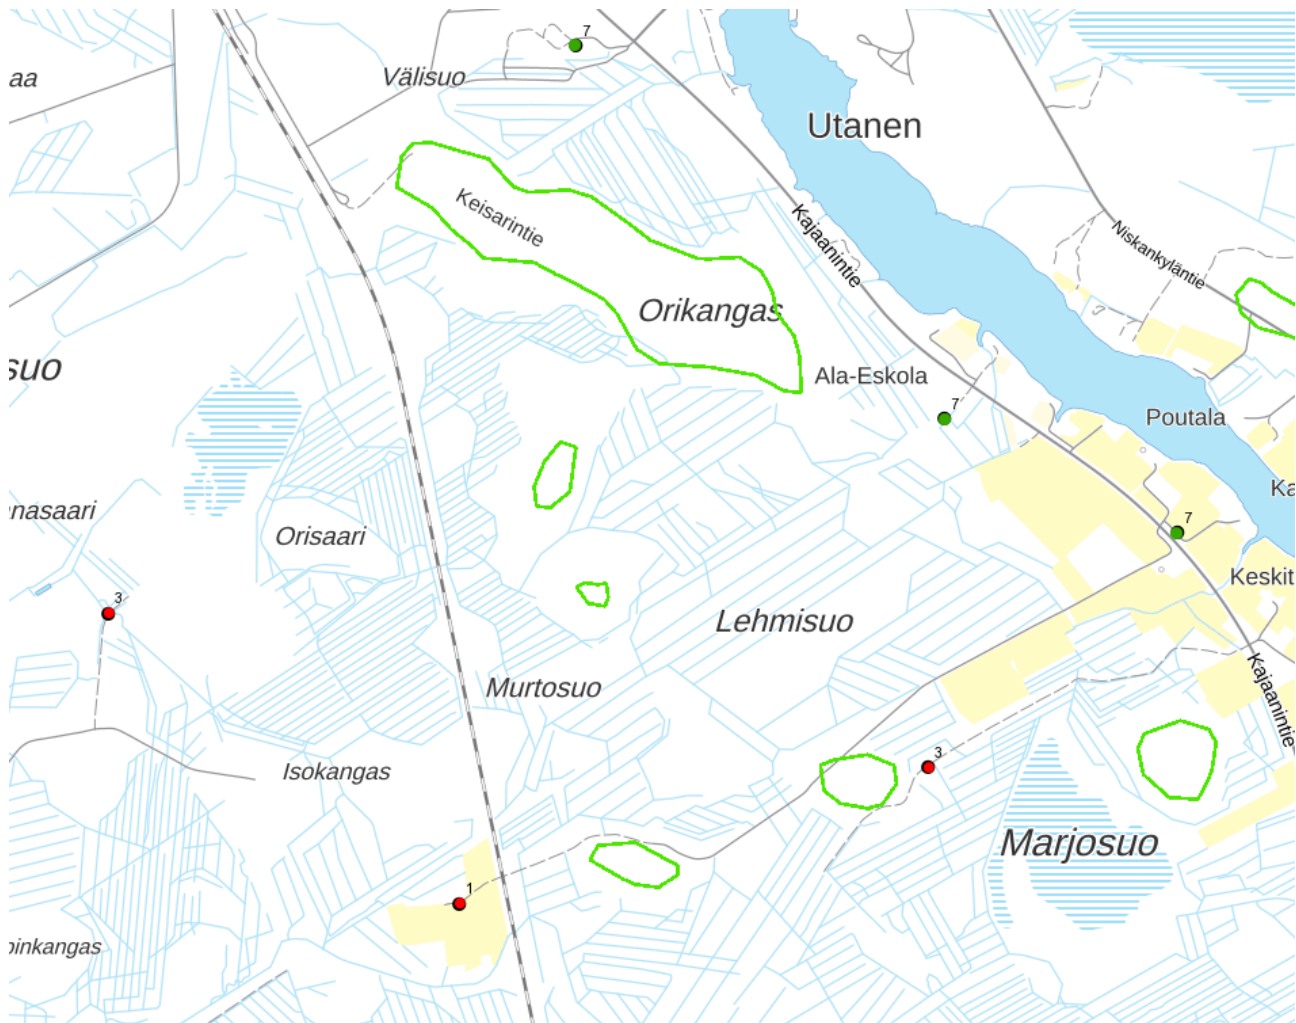 7
aa
Välisuo
Utanen
Keisarintie
Kajaanintie
Niskankyläntie
Orikangas
suo
Ala-Eskola
7
Poutala
Ka
nasaari
7
Orisaari
Keskit
3
Lehmisuo
Murtosuo
Kajaanintie
3
Isokangas
Marjosuo
1
pinkangas